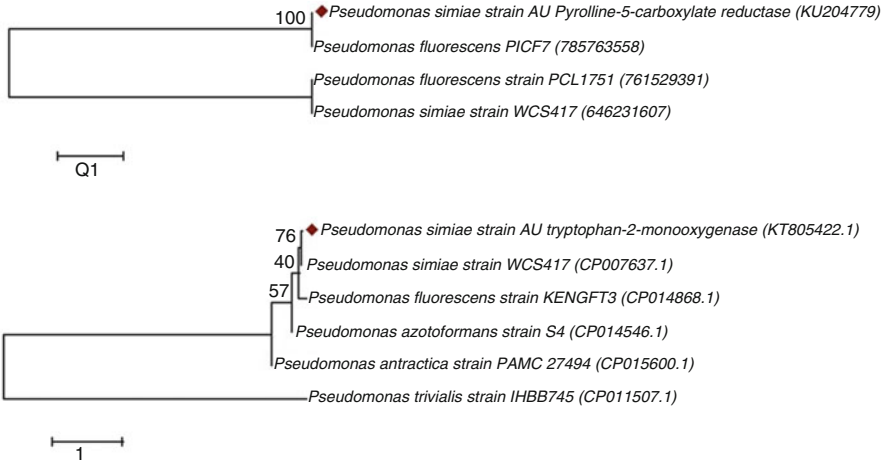 100
Pseudomonas simiae strain AU Pyrolline-5-carboxylate reductase (KU204779)
Pseudomonas fluorescens PICF7 (785763558)
Pseudomonas fluorescens strain PCL1751 (761529391)
Pseudomonas simiae strain WCS417 (646231607)
Q1
76
Pseudomonas simiae strain AU tryptophan-2-monooxygenase (KT805422.1)
40
Pseudomonas simiae strain WCS417 (CP007637.1)
57
Pseudomonas fluorescens strain KENGFT3 (CP014868.1)
Pseudomonas azotoformans strain S4 (CP014546.1)
Pseudomonas antractica strain PAMC 27494 (CP015600.1)
Pseudomonas trivialis strain IHBB745 (CP011507.1)
1